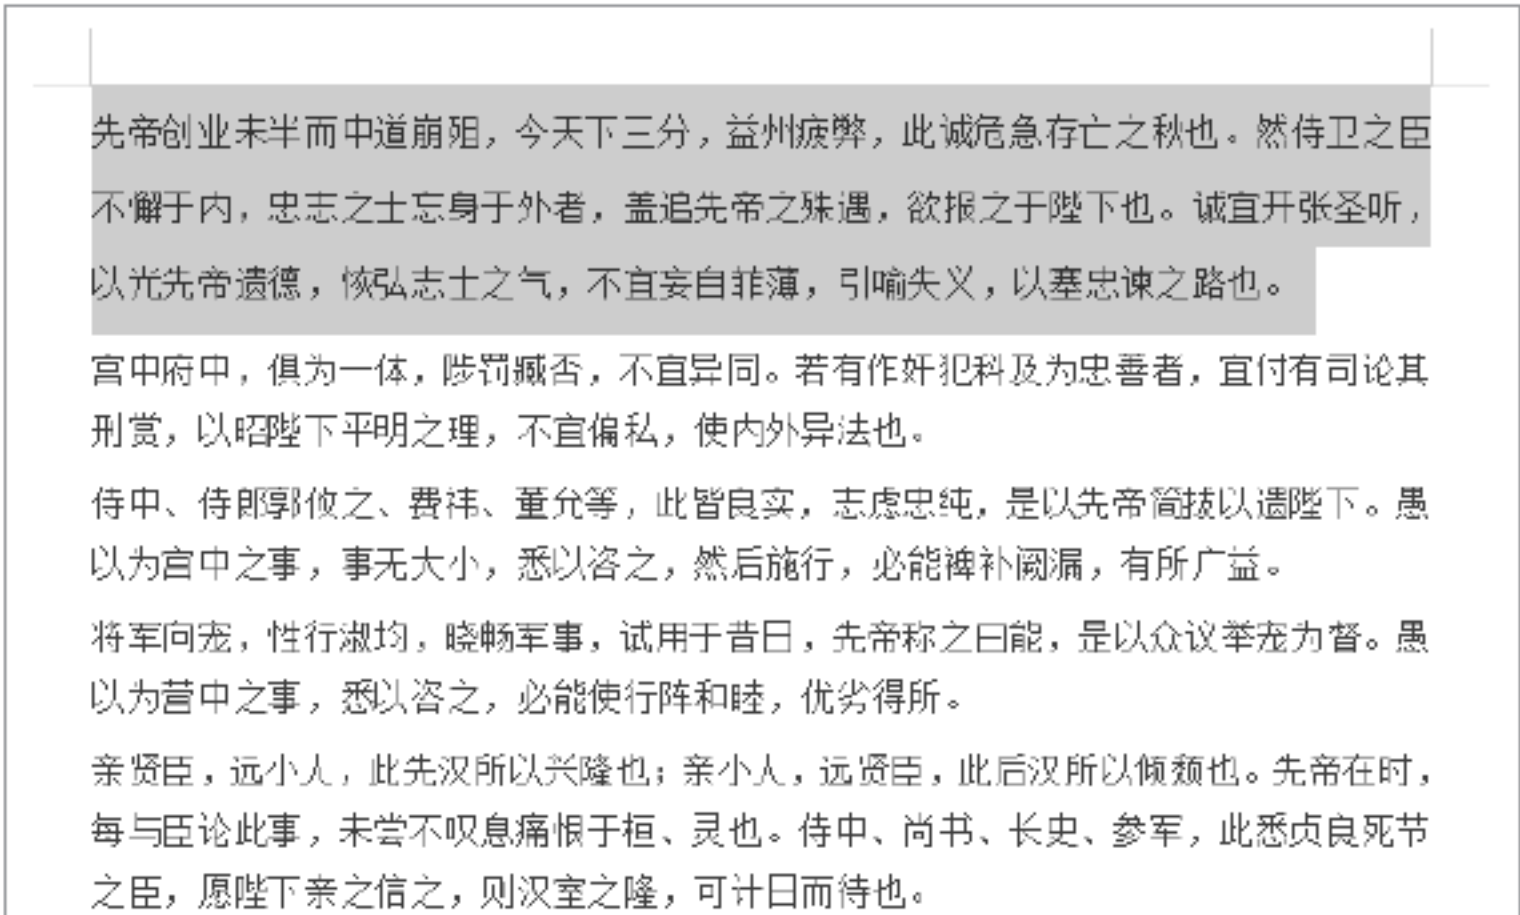 先帝创业未半而中道崩殂，今天下三分，益州疲弊，此诚危急存亡之秋也。然侍卫之臣
不懈于内，忠志之士忘身于外者，盖追先帝之殊遇，欲报之于陛下也。诚宜开张圣听，
以光先帝遗德，恢弘志士之气，不宜妄自菲薄，引喻失义，以塞忠谏之路也。
宫中府中，俱为一体，陟罚臧否，不宜异同。若有作奸犯科及为忠善者，宜付有司论其
刑赏，以昭陛下平明之理，不宜偏私，使内外异法也。
侍中、侍郎郭攸之、费祎、董允等，此皆良实，志虑忠纯，是以先帝简拔以遗陛下。愚
以为宫中之事，事无大小，悉以咨之，然后施行，必能裨补阙漏，有所广益。
将军向宠，性行淑均，晓畅军事，试用于昔日，先帝称之曰能，是以众议举宠为督。愚
以为营中之事，悉以咨之，必能使行阵和睦，优劣得所。
亲贤臣，远小人，此先汉所以兴隆也；亲小人，远贤臣，此后汉所以倾颓也。先帝在时，
每与臣论此事，未尝不叹息痛恨于桓、灵也。侍中、尚书、长史、参军，此悉贞良死节
之臣，愿陛下亲之信之，则汉室之隆，可计日而待也。